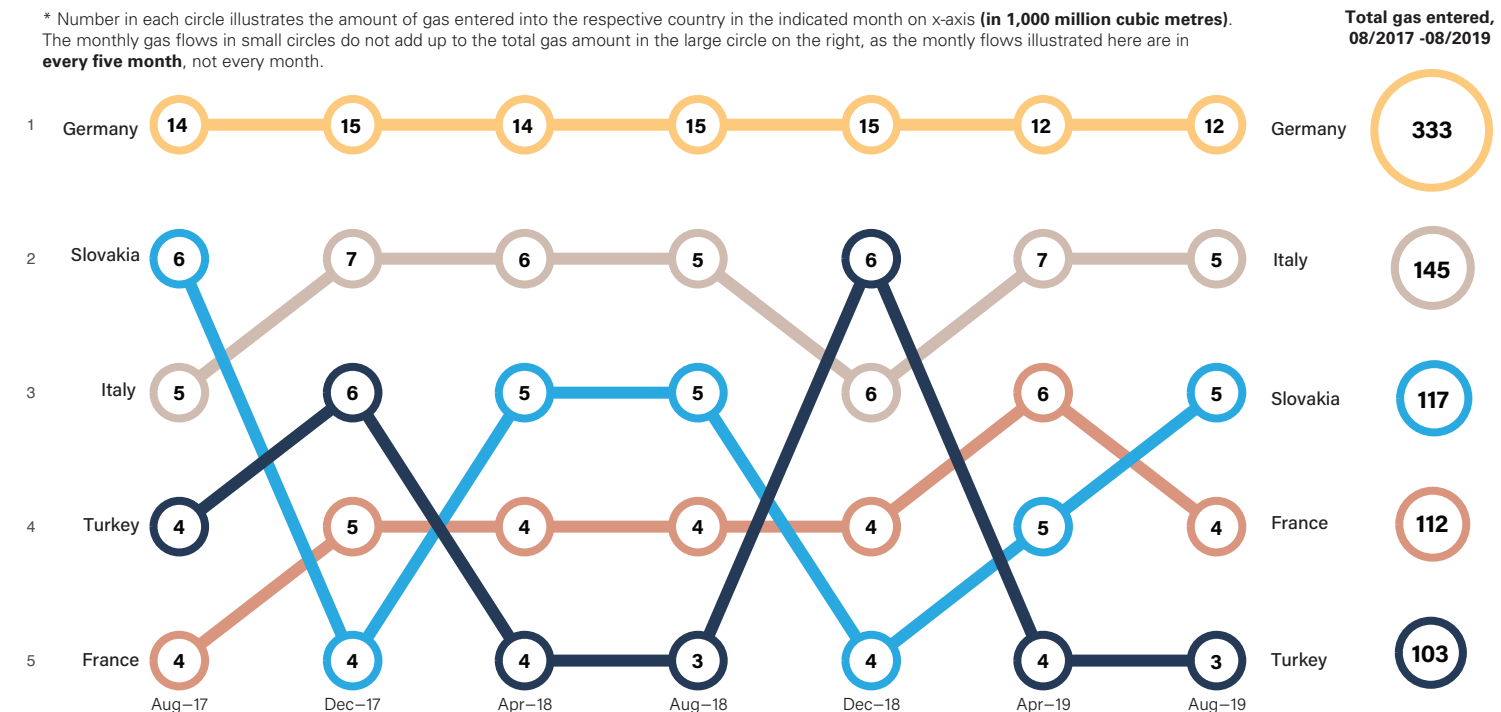 * Number in each circle illustrates the amount of gas entered into the respective country in the indicated month on x-axis (in 1,000 million cubic metres).
The monthly gas flows in small circles do not add up to the total gas amount in the large circle on the right, as the montly flows illustrated here are in
every five month, not every month.
Total gas entered,
08/2017 -08/2019
1 Germany 14 15 14 15 15 12 12 Germany 333
2 Slovakia 6 7 6 5 6 7 5 Italy 145
3 Italy 5 6 5 5 6 6 5 Slovakia 117
4 Turkey 4 5 4 4 4 5 4 France 112
5 France 4 4 4 3 4 4 3 Turkey 103
Aug–17 Dec–17 Apr–18 Aug–18 Dec–18 Apr–19 Aug–19